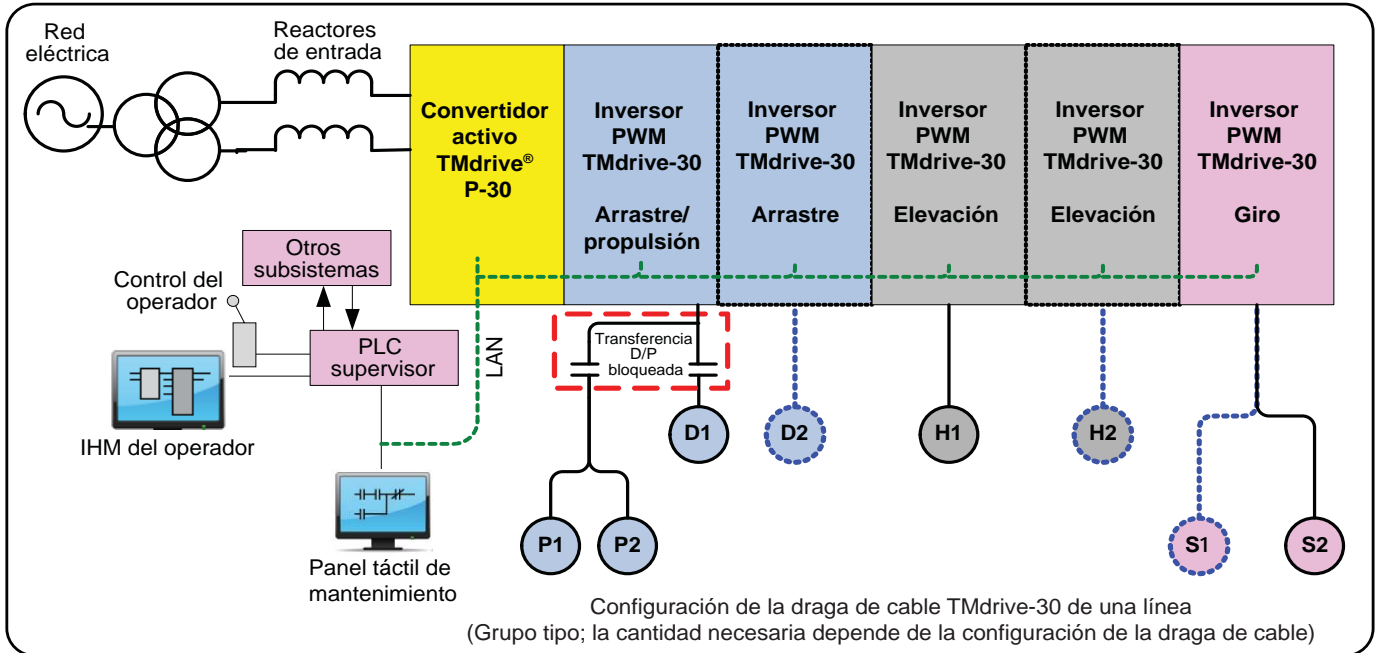 Red
eléctrica
Reactores
de entrada
Convertidor
activo
TMdrive®
P-30
Inversor
PWM
TMdrive-30
Arrastre/
propulsión
Inversor
PWM
TMdrive-30
Arrastre
Inversor
PWM
TMdrive-30
Elevación
Inversor
PWM
TMdrive-30
Elevación
Inversor
PWM
TMdrive-30
Giro
Otros
subsistemas
Control del
operador
PLC
supervisor
LAN
IHM del operador
Panel táctil de
mantenimiento
Transferencia
D/P
bloqueada
D1
D2
H1
H2
P1
P2
S1
S2
Configuración de la draga de cable TMdrive-30 de una línea
(Grupo tipo; la cantidad necesaria depende de la configuración de la draga de cable)